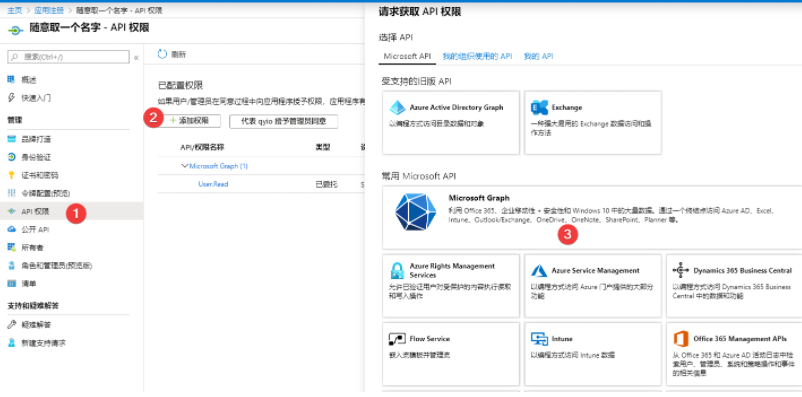 主页 > 应用注册 > 随意取一个名字 - API 权限
随意取一个名字 - API 权限
搜索(Ctrl+/)
«
概述
快速入门
管理
品牌打造
身份验证
证书和密码
令牌配置(预览)
API 权限
1
公开 API
所有者
角色和管理员(预览版)
清单
支持和疑难解答
疑难解答
新建支持请求
刷新
已配置权限
如果用户/管理员在同意过程中向应用程序授予权限，应用程序有
2
+ 添加权限
代表 qyio 授予管理员同意
API/权限名称
类型
Microsoft Graph (1)
User.Read
已委托
S
请求获取 API 权限
选择 API
Microsoft API
我的组织使用的 API
我的 API
受支持的旧版 API
Azure Active Directory Graph
以编程方式访问目录数据和对象
Exchange
一种强大易用的 Exchange 数据访问和操
作方法
常用 Microsoft API
Microsoft Graph
利用 Office 365、企业移动性 + 安全性和 Windows 10 中的大量数据。通过一个终结点访问 Azure AD、Excel、
Intune、Outlook/Exchange、OneDrive、OneNote、SharePoint、Planner 等。
3
Azure Rights Management
Services
允许已验证用户对受保护的内容执行读取
和写入操作
Azure Service Management
以编程方式访问 Azure 门户提供的大部分
功能
Dynamics 365 Business Central
以编程方式访问 Dynamics 365 Business
Central 中的数据和功能
Flow Service
嵌入流模板并管理流
Intune
以编程方式访问 Intune 数据
Office 365 Management APIs
从 Office 365 和 Azure AD 活动日志中检
索用户、管理员、系统和策略操作和事件
的相关信息